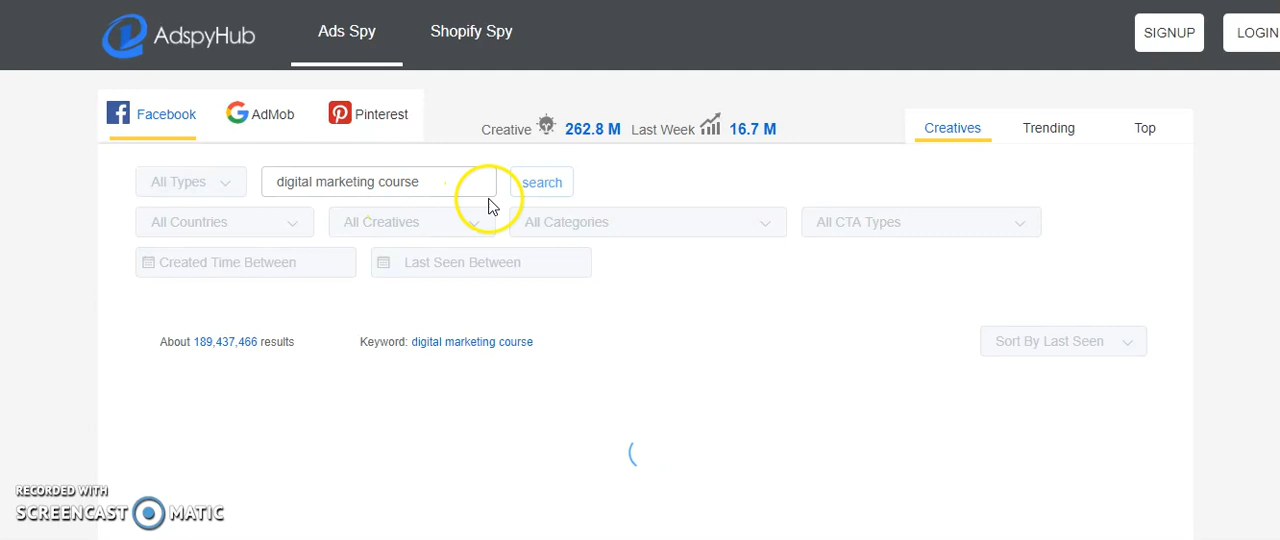 AdspyHub Ads Spy Shopify Spy SIGNUP LOGIN
Facebook AdMob Pinterest
Creative 262.8 M Last Week 16.7 M
Creatives Trending Top
All Types digital marketing course search
All Countries All Creatives All Categories All CTA Types
Created Time Between Last Seen Between
About 189,437,466 results Keyword: digital marketing course Sort By Last Seen
RECORDED WITH
SCREENCAST MATIC